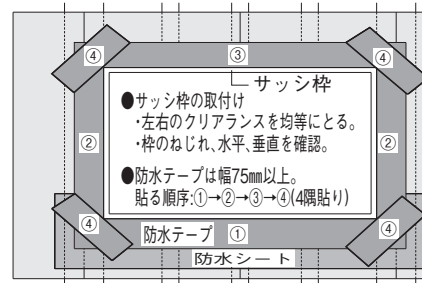 ④ ③ ④
サッシ枠
●サッシ枠の取付け
・左右のクリアランスを均等にとる。
・枠のねじれ、水平、垂直を確認。
② ②
●防水テープは幅75㎜以上。
貼る順序:①→②→③→④(4隅貼り)
④ ④
防水テープ ①
防水シート